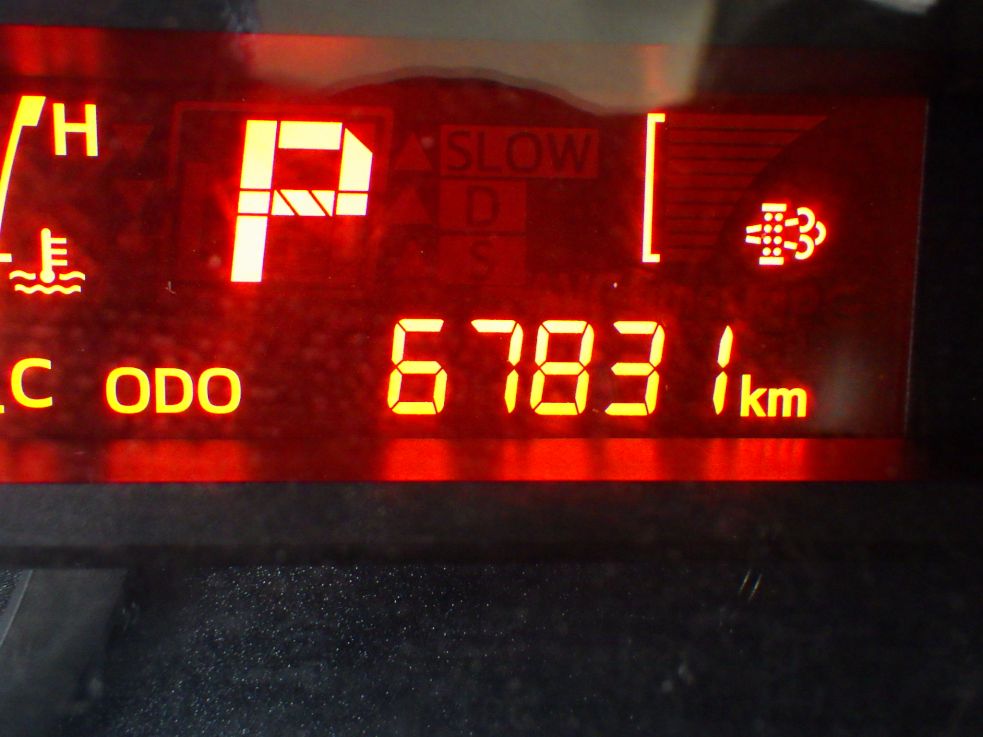 H P SLOW
D
S
C ODO 67831 km